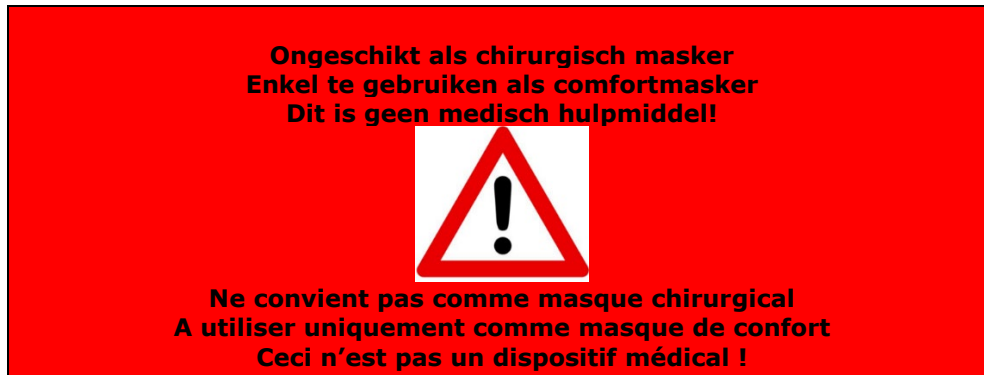 Ongeschikt als chirurgisch masker
Enkel te gebruiken als comfortmasker
Dit is geen medisch hulpmiddel!
Ne convient pas comme masque chirurgical
A utiliser uniquement comme masque de confort
Ceci n’est pas un dispositif médical !